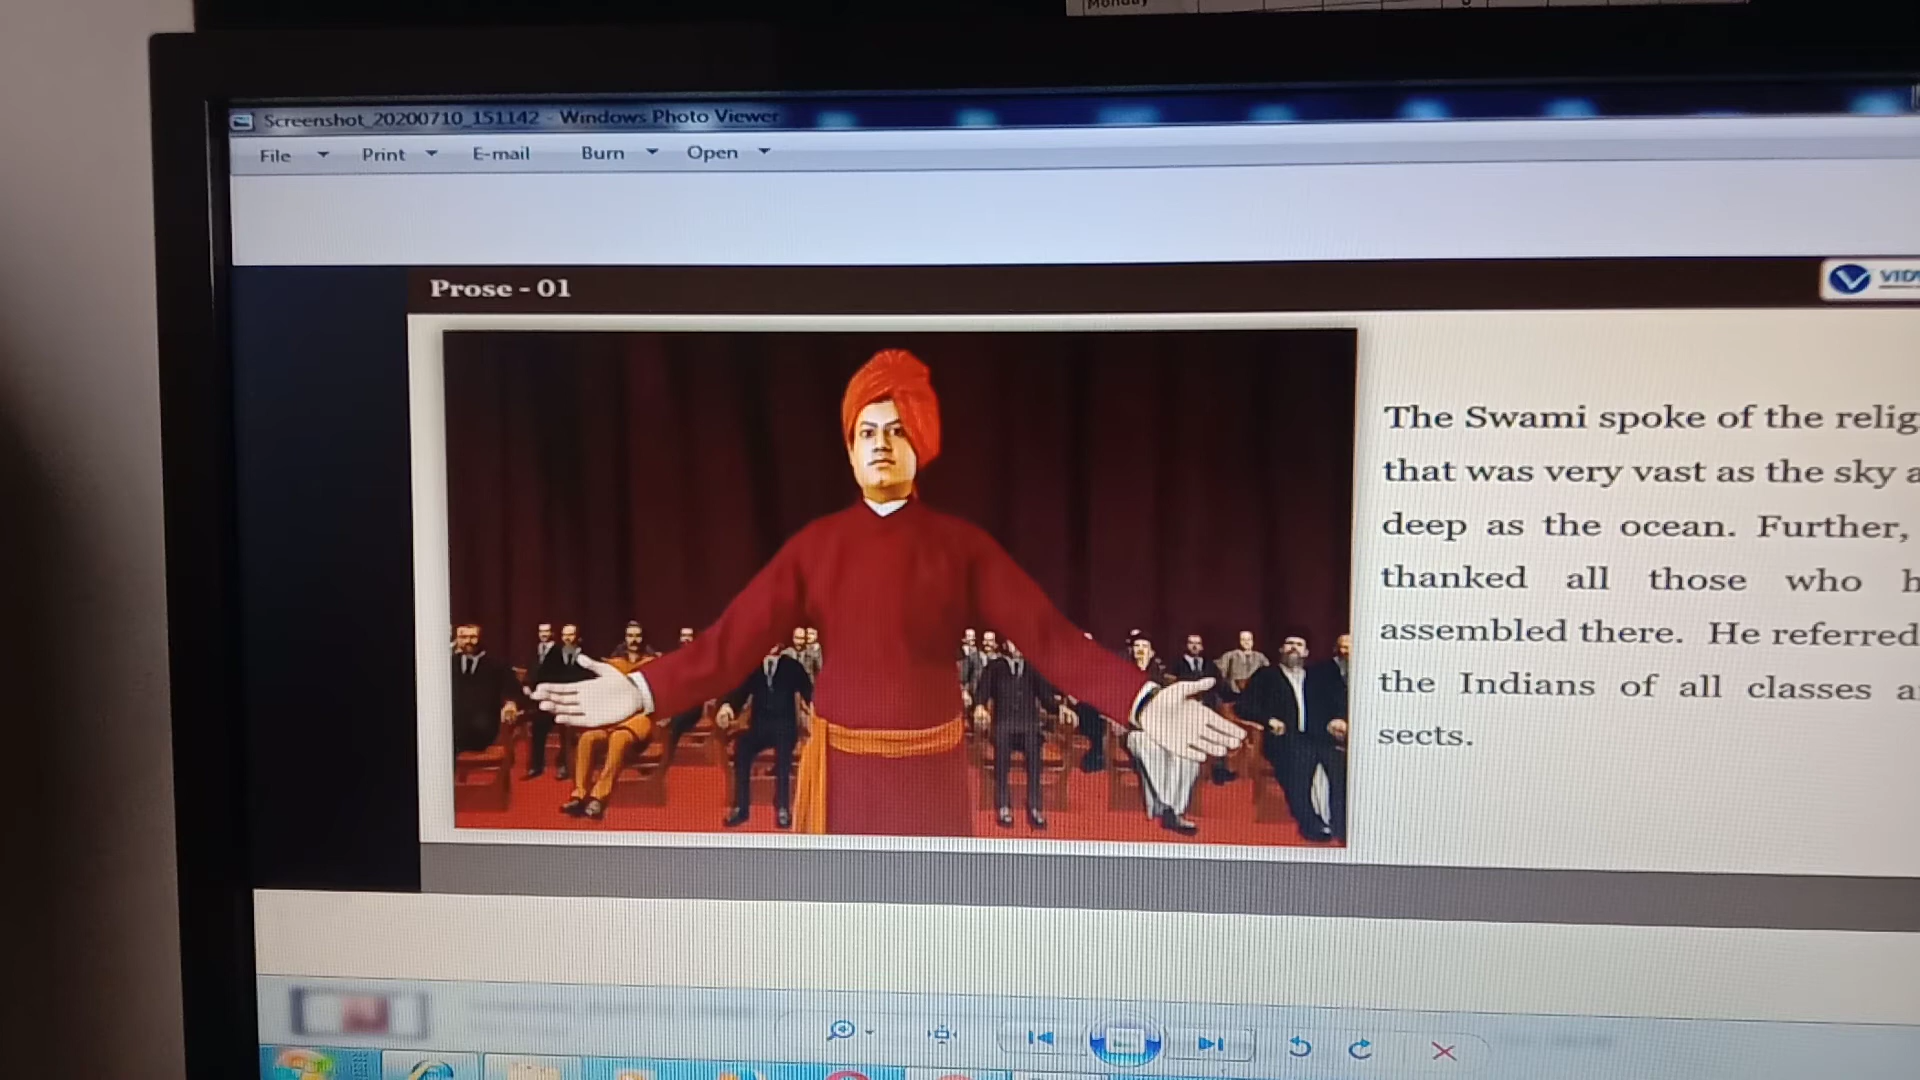 Monday
Screenshot_20200710_151142 - Windows Photo Viewer
File Print E-mail Burn Open
Prose - 01
The Swami spoke of the relig
that was very vast as the sky a
deep as the ocean. Further,
thanked all those who h
assembled there. He referred
the Indians of all classes a
sects.